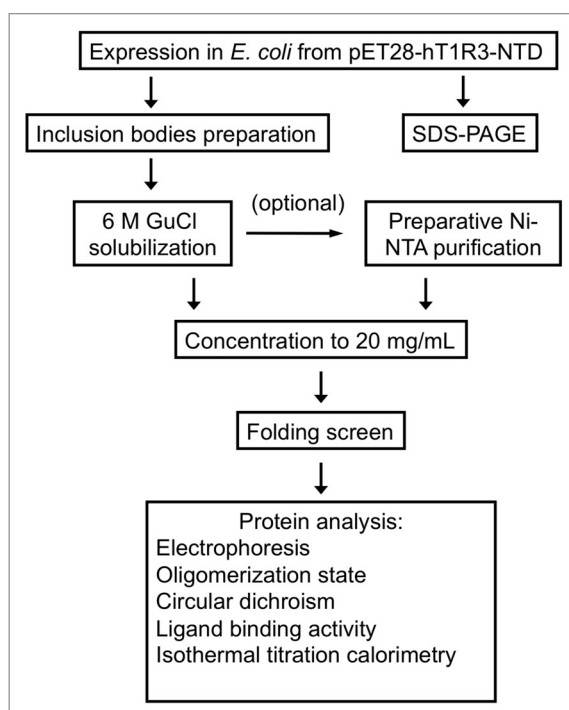 Expression in E. coli from pET28-hT1R3-NTD
Inclusion bodies preparation
SDS-PAGE
6 M GuCl
solubilization
(optional)
Preparative Ni-
NTA purification
Concentration to 20 mg/mL
Folding screen
Protein analysis:
Electrophoresis
Oligomerization state
Circular dichroism
Ligand binding activity
Isothermal titration calorimetry